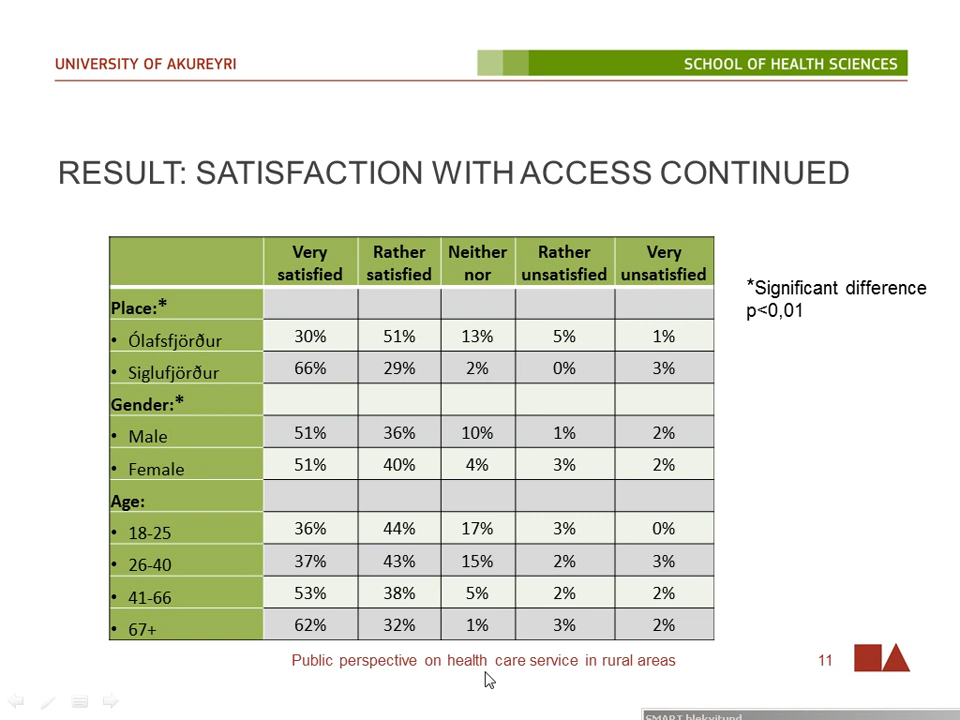 UNIVERSITY OF AKUREYRI
SCHOOL OF HEALTH SCIENCES
RESULT: SATISFACTION WITH ACCESS CONTINUED
Very satisfied Rather satisfied Neither nor Rather unsatisfied Very unsatisfied
Place:*
• Ólafsfjörður 30% 51% 13% 5% 1%
• Siglufjörður 66% 29% 2% 0% 3%
Gender:*
• Male 51% 36% 10% 1% 2%
• Female 51% 40% 4% 3% 2%
Age:
• 18-25 36% 44% 17% 3% 0%
• 26-40 37% 43% 15% 2% 3%
• 41-66 53% 38% 5% 2% 2%
• 67+ 62% 32% 1% 3% 2%
*Significant difference
p<0,01
Public perspective on health care service in rural areas
11